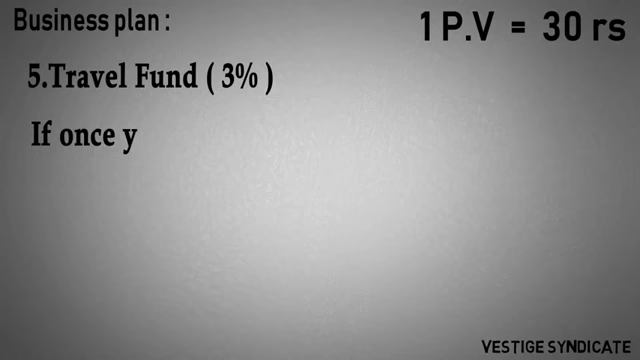 Business plan :
1 P.V = 30 rs
5.Travel Fund ( 3% )
If once y
VESTIGE SYNDICATE